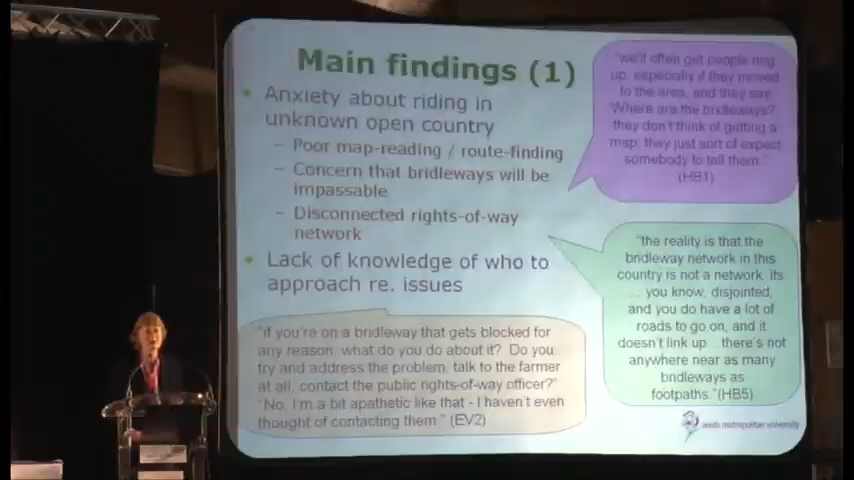 Main findings (1)
Anxiety about riding in
unknown open country
– Poor map-reading / route-finding
– Concern that bridleways will be
impassable
– Disconnected rights-of-way
network
Lack of knowledge of who to
approach re. issues
"we'll often get people ring
up, especially if they moved
to the area, and they say
'Where are the bridleways?'
they don't think of getting a
map, they just sort of expect
somebody to tell them."
(HB1)
"the reality is that the
bridleway network in this
country is not a network, its
... you know, disjointed,
and you do have a lot of
roads to go on, and it
doesn't link up... there's not
anywhere near as many
bridleways as
footpaths."(HB5)
"if you're on a bridleway that gets blocked for
any reason, what do you do about it? Do you
try and address the problem, talk to the farmer
at all, contact the public rights-of-way officer?"
"No, I'm a bit apathetic like that - I haven't even
thought of contacting them." (EV2)
leeds metropolitan university